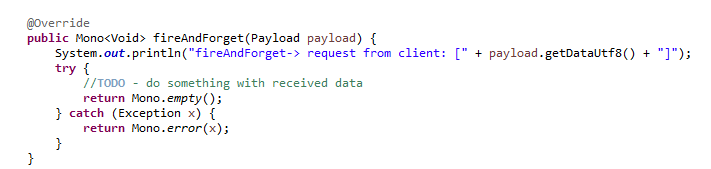 @Override
public Mono<Void> fireAndForget(Payload payload) {
    System.out.println("fireAndForget-> request from client: [" + payload.getDataUtf8() + "]");
    try {
        //TODO - do something with received data
        return Mono.empty();
    } catch (Exception x) {
        return Mono.error(x);
    }
}